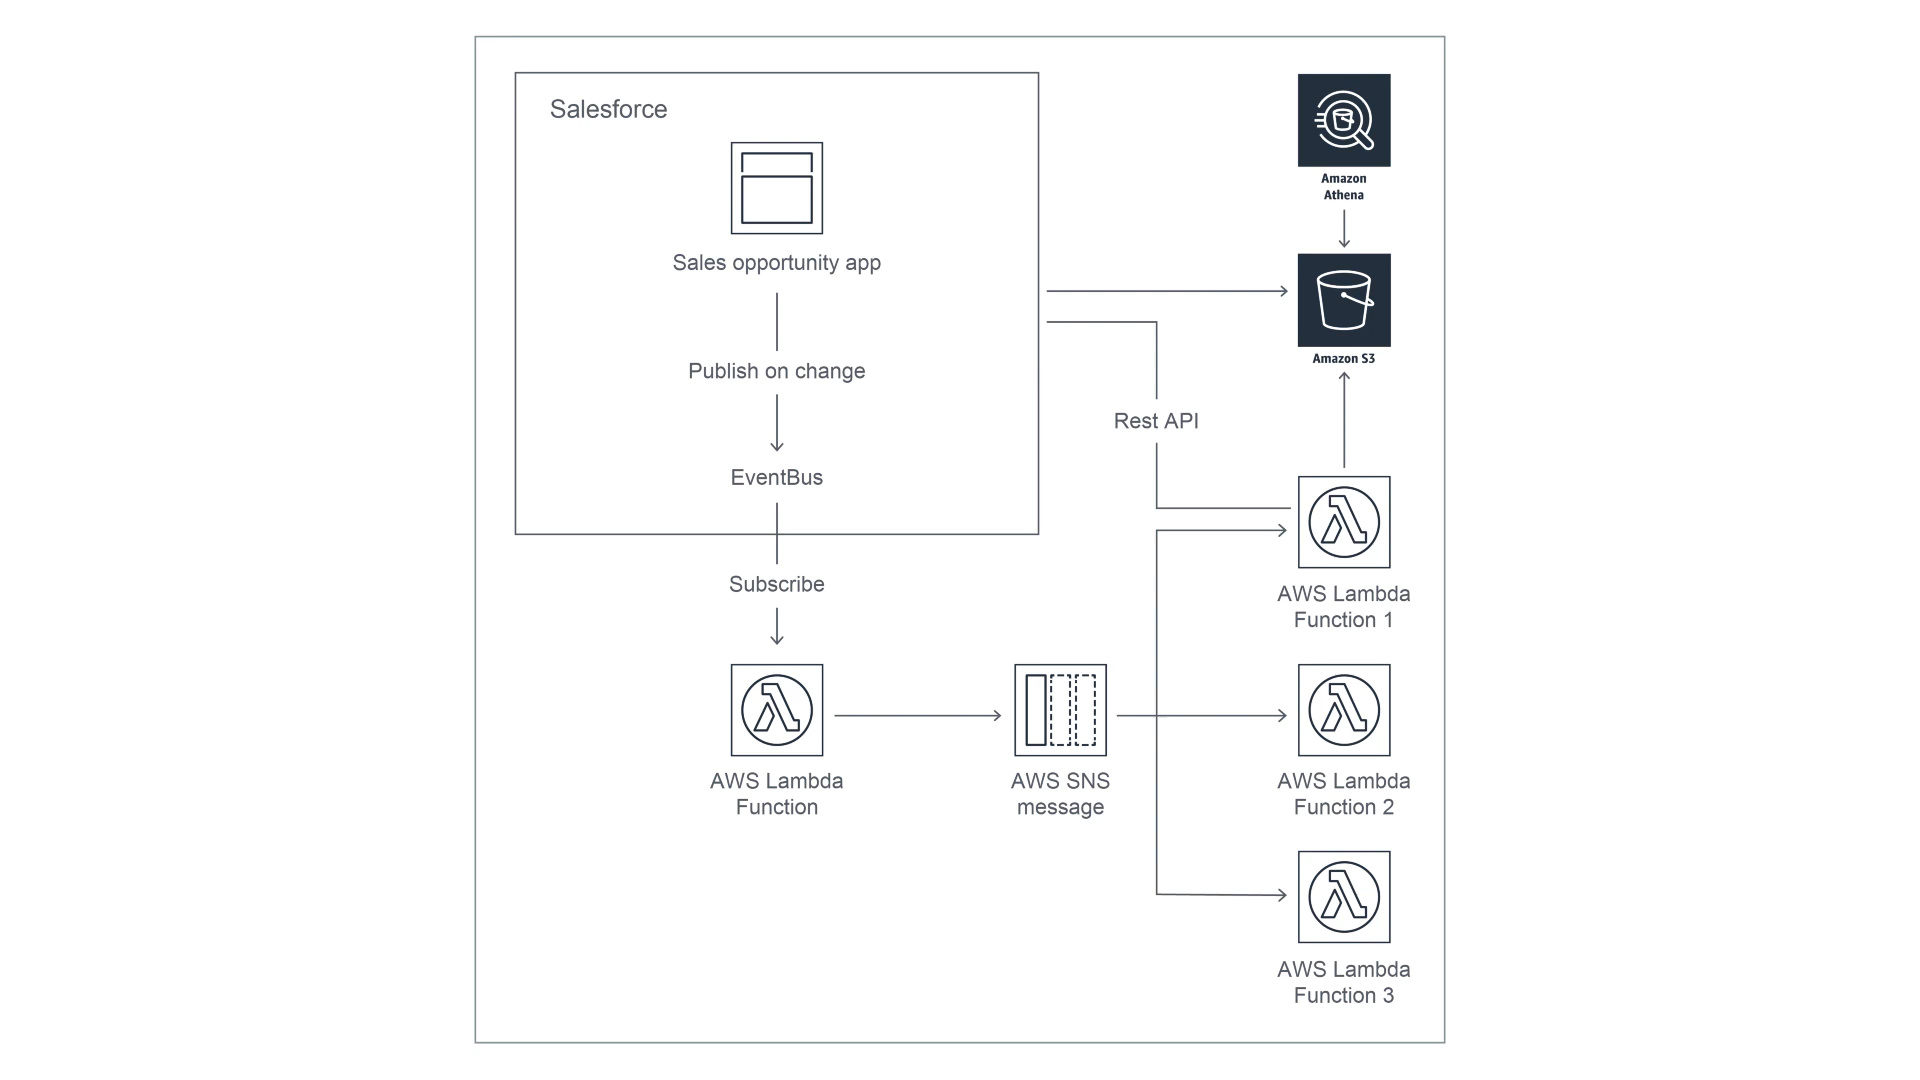 Salesforce
Sales opportunity app
Publish on change
EventBus
Subscribe
AWS Lambda
Function
AWS SNS
message
Rest API
Amazon
Athena
Amazon S3
AWS Lambda
Function 1
AWS Lambda
Function 2
AWS Lambda
Function 3